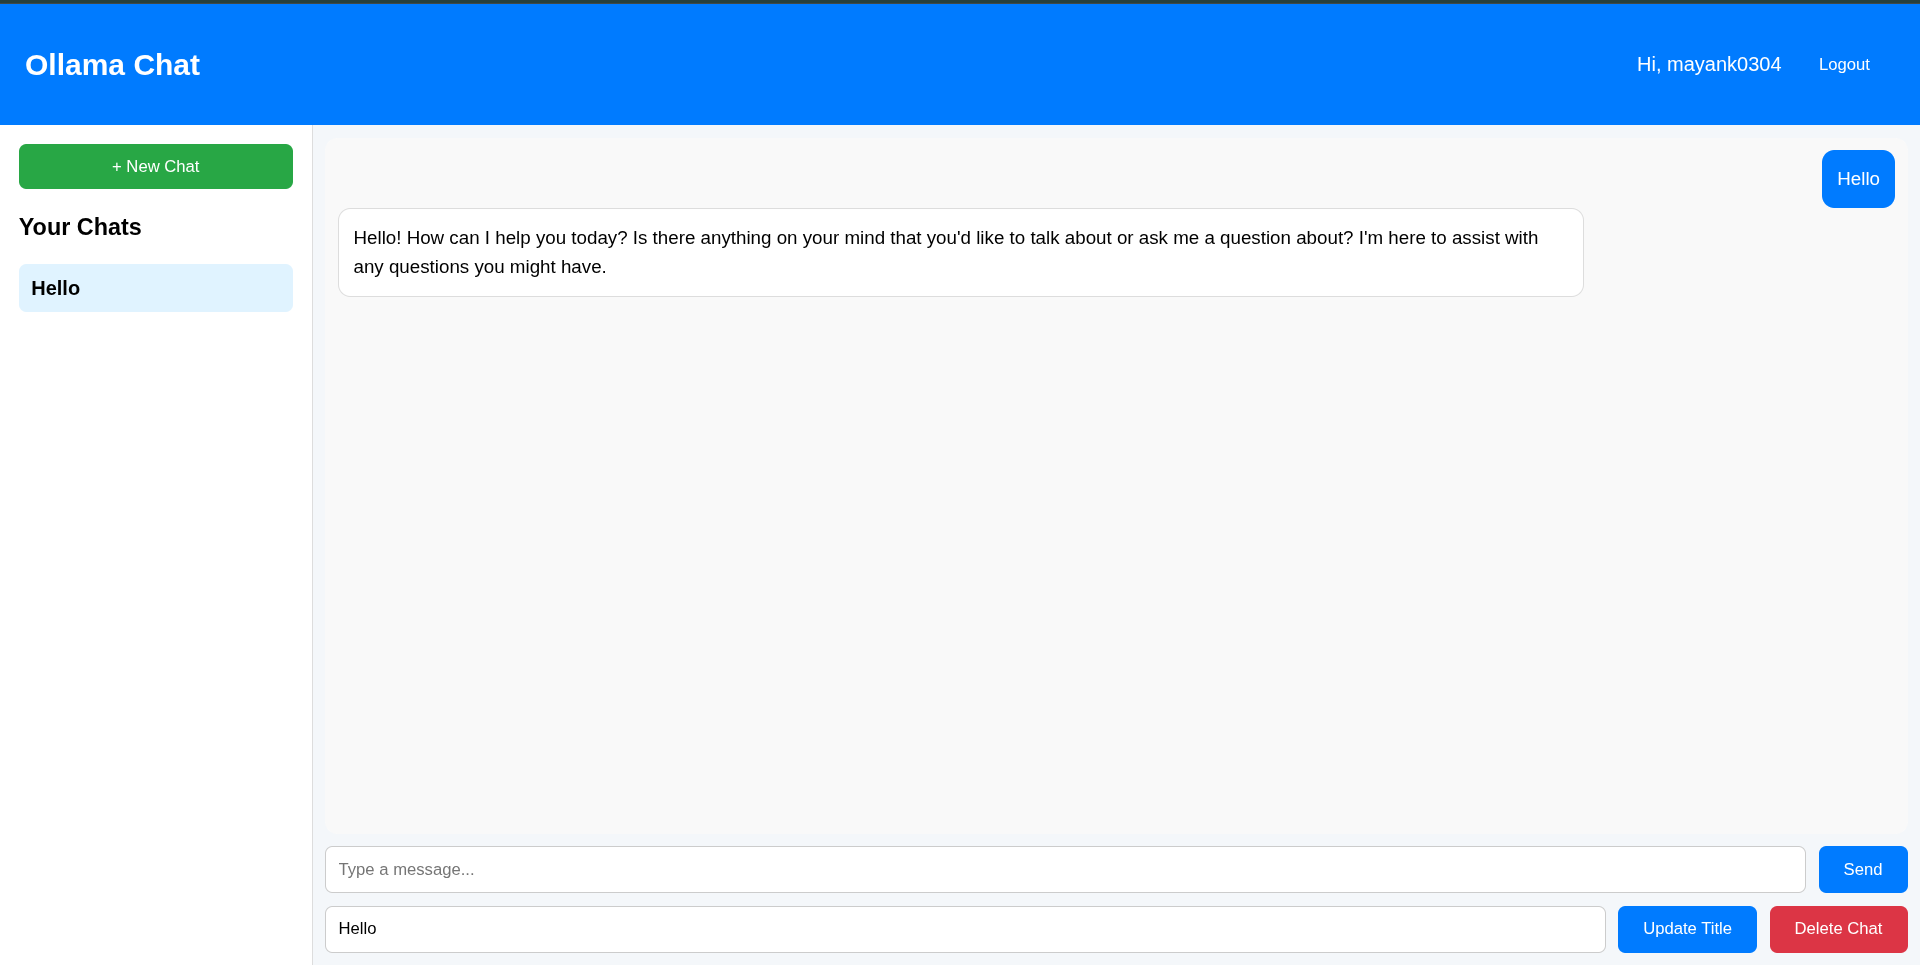 Ollama Chat
Hi, mayank0304
Logout
+ New Chat
Your Chats
Hello
Hello
Hello! How can I help you today? Is there anything on your mind that you'd like to talk about or ask me a question about? I'm here to assist with
any questions you might have.
Type a message...
Send
Hello
Update Title
Delete Chat